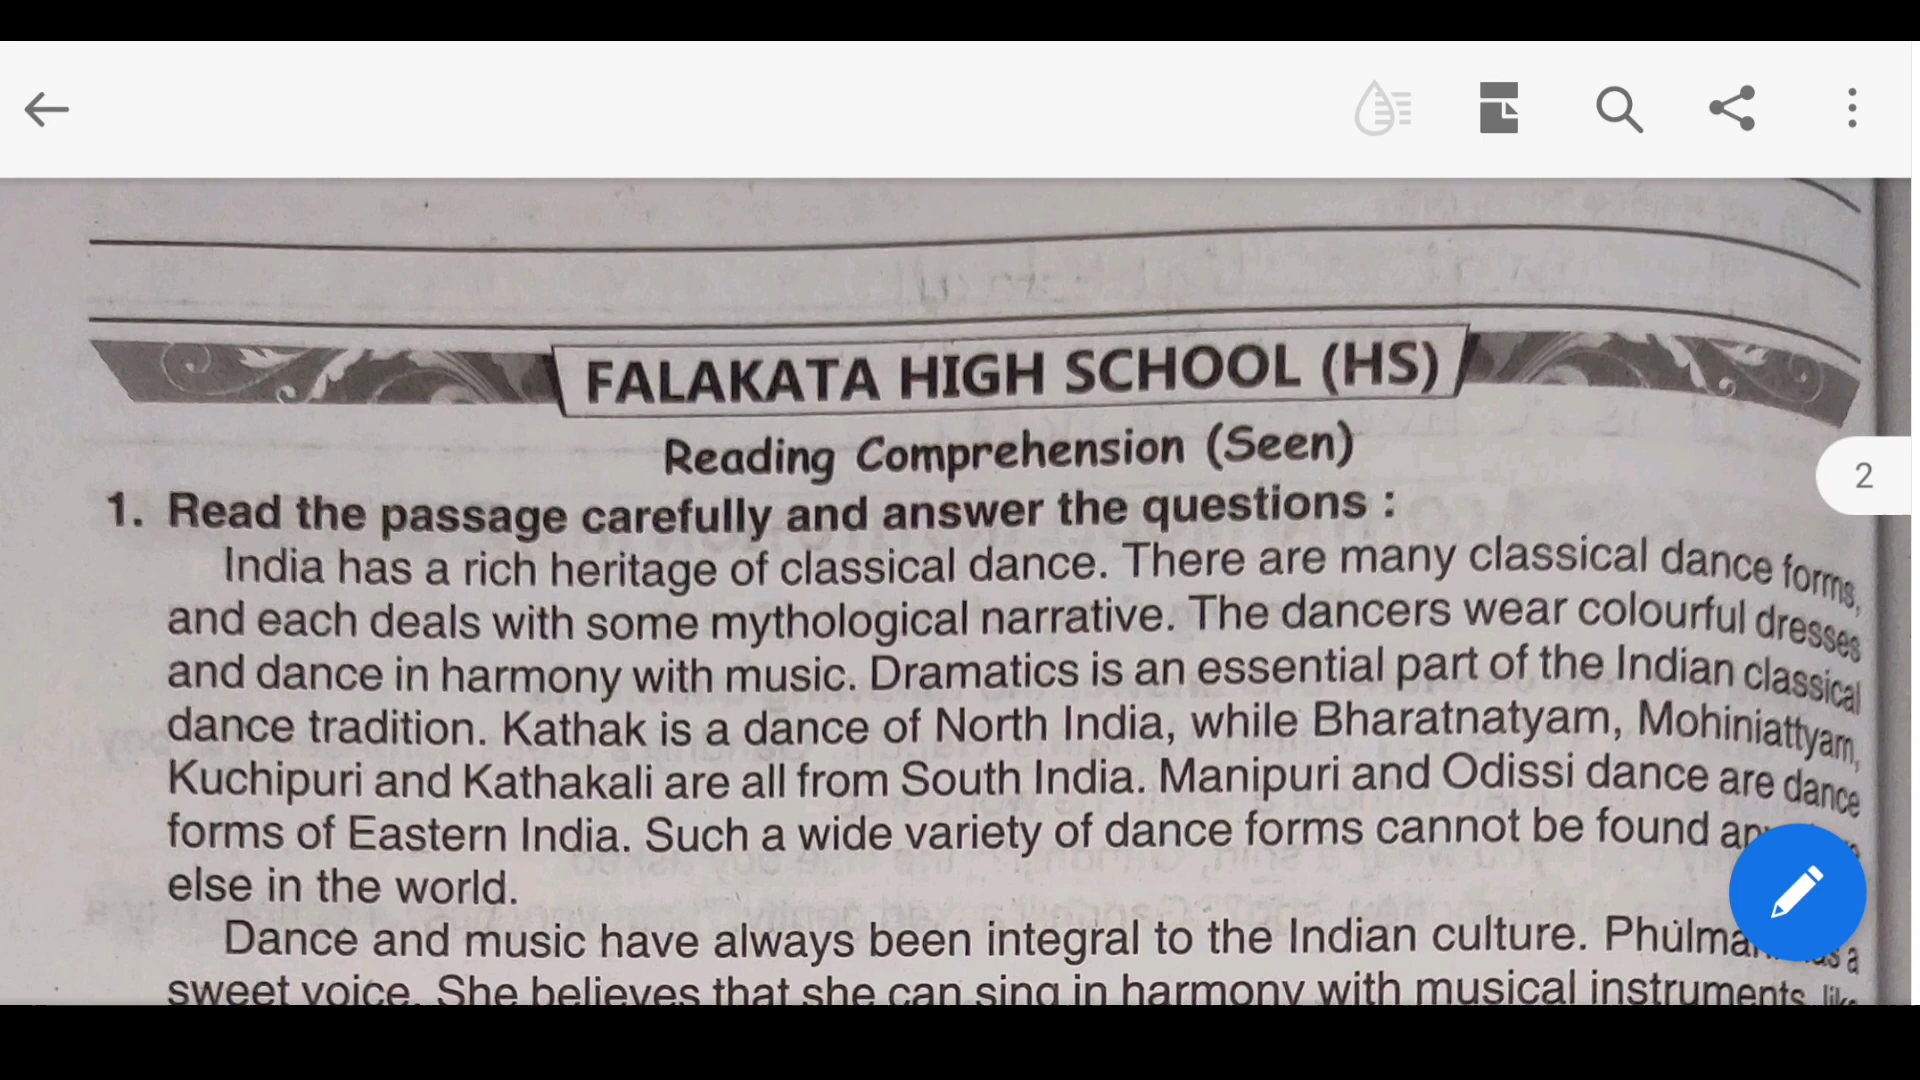 2
FALAKATA HIGH SCHOOL (HS)
Reading Comprehension (Seen)
1. Read the passage carefully and answer the questions :
India has a rich heritage of classical dance. There are many classical dance forms,
and each deals with some mythological narrative. The dancers wear colourful dresses
and dance in harmony with music. Dramatics is an essential part of the Indian classical
dance tradition. Kathak is a dance of North India, while Bharatnatyam, Mohiniattyam,
Kuchipuri and Kathakali are all from South India. Manipuri and Odissi dance are dance
forms of Eastern India. Such a wide variety of dance forms cannot be found
else in the world.
Dance and music have always been integral to the Indian culture. a
sweet voice. She believes that she can sing in harmony with musical instruments like